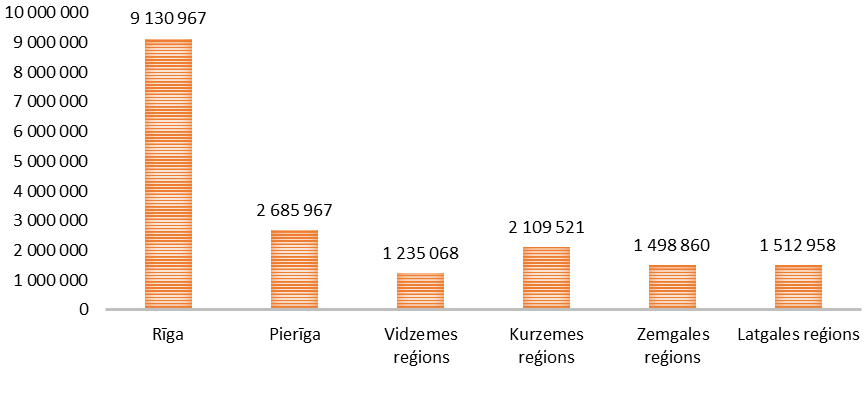 10 000 000
9 000 000
8 000 000
7 000 000
6 000 000
5 000 000
4 000 000
3 000 000
2 000 000
1 000 000
0
9 130 967
2 685 967
1 235 068
2 109 521
1 498 860
1 512 958
Rīga
Pierīga
Vidzemes
reģions
Kurzemes
reģions
Zemgales
reģions
Latgales reģions